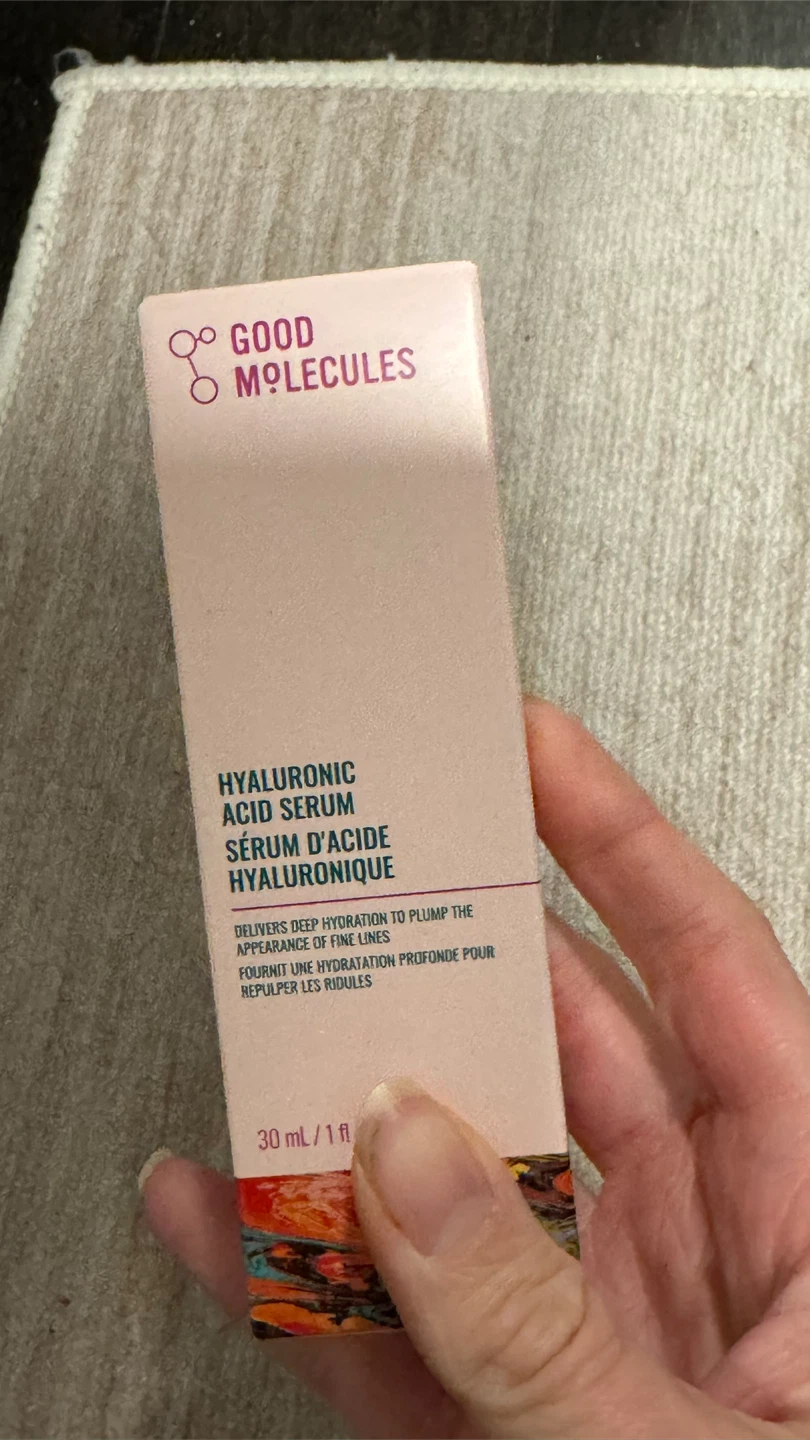 GOOD
MOLECULES
HYALURONIC
ACID SERUM
SÉRUM D'ACIDE
HYALURONIQUE
DELIVERS DEEP HYDRATION TO PLUMP THE
APPEARANCE OF FINE LINES
FOURNIT UNE HYDRATATION PROFONDE POUR
REPULPER LES RIDULES
30 mL / 1 fl